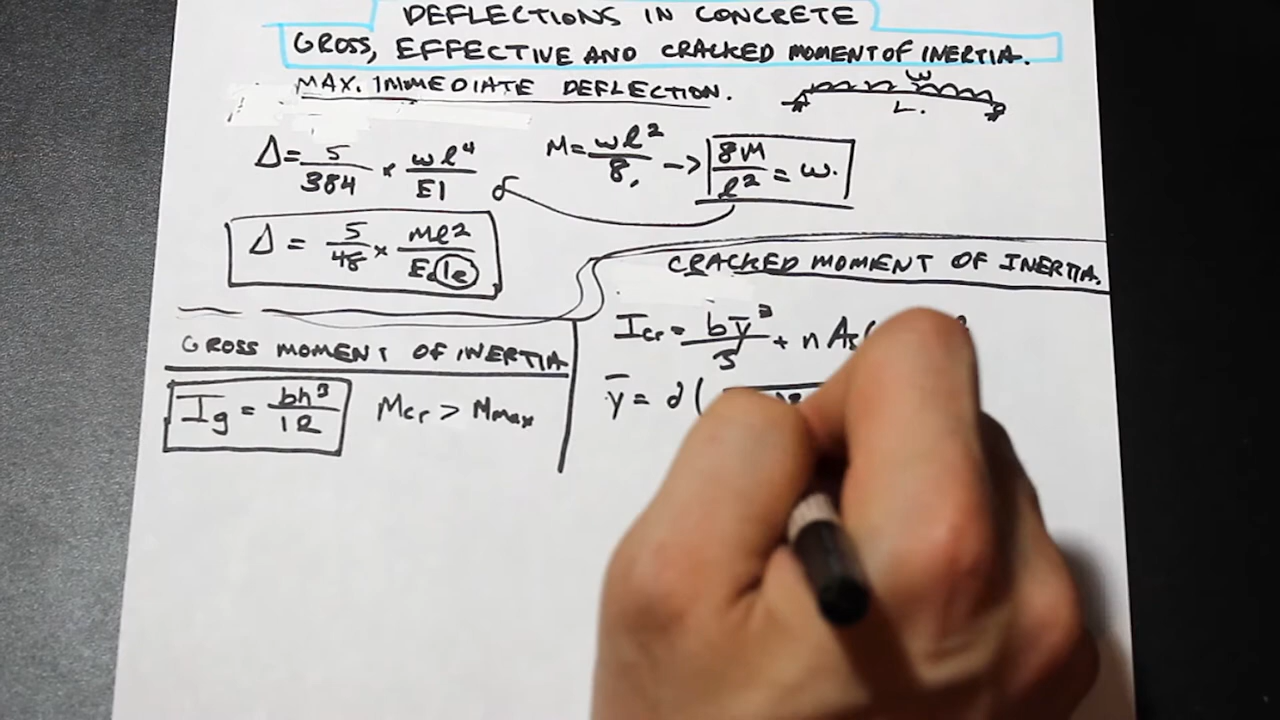 DEFLECTIONS IN CONCRETE
GROSS, EFFECTIVE AND CRACKED MOMENT OF INERTIA.
MAX. IMMEDIATE DEFLECTION.
w
L.
Δ = 5/384 × wl⁴/EI
M = wl²/8, → 8M/l² = w.
Δ = 5/48 × Ml²/EcIe
CRACKED MOMENT OF INERTIA.
Icr = bȳ³/3 + nAs(
ȳ = d(
GROSS MOMENT OF INERTIA
Ig = bh³/12 Mcr > Mmax